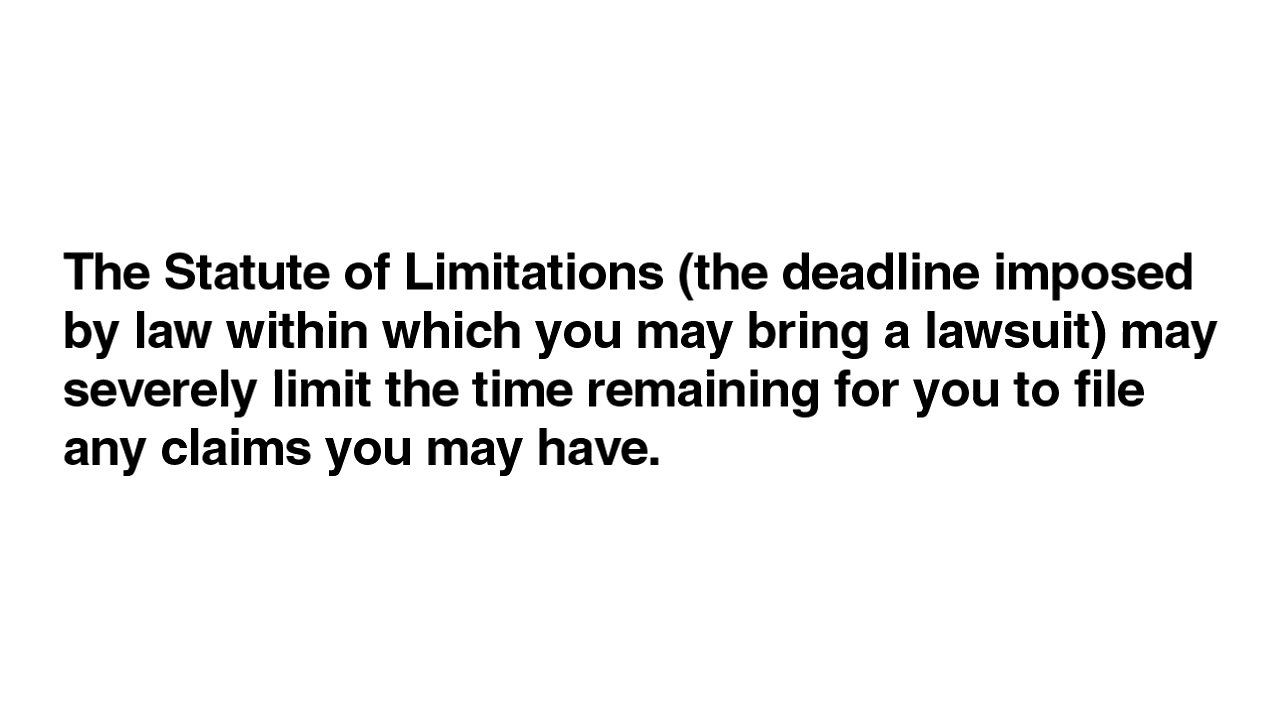 The Statute of Limitations (the deadline imposed
by law within which you may bring a lawsuit) may
severely limit the time remaining for you to file
any claims you may have.